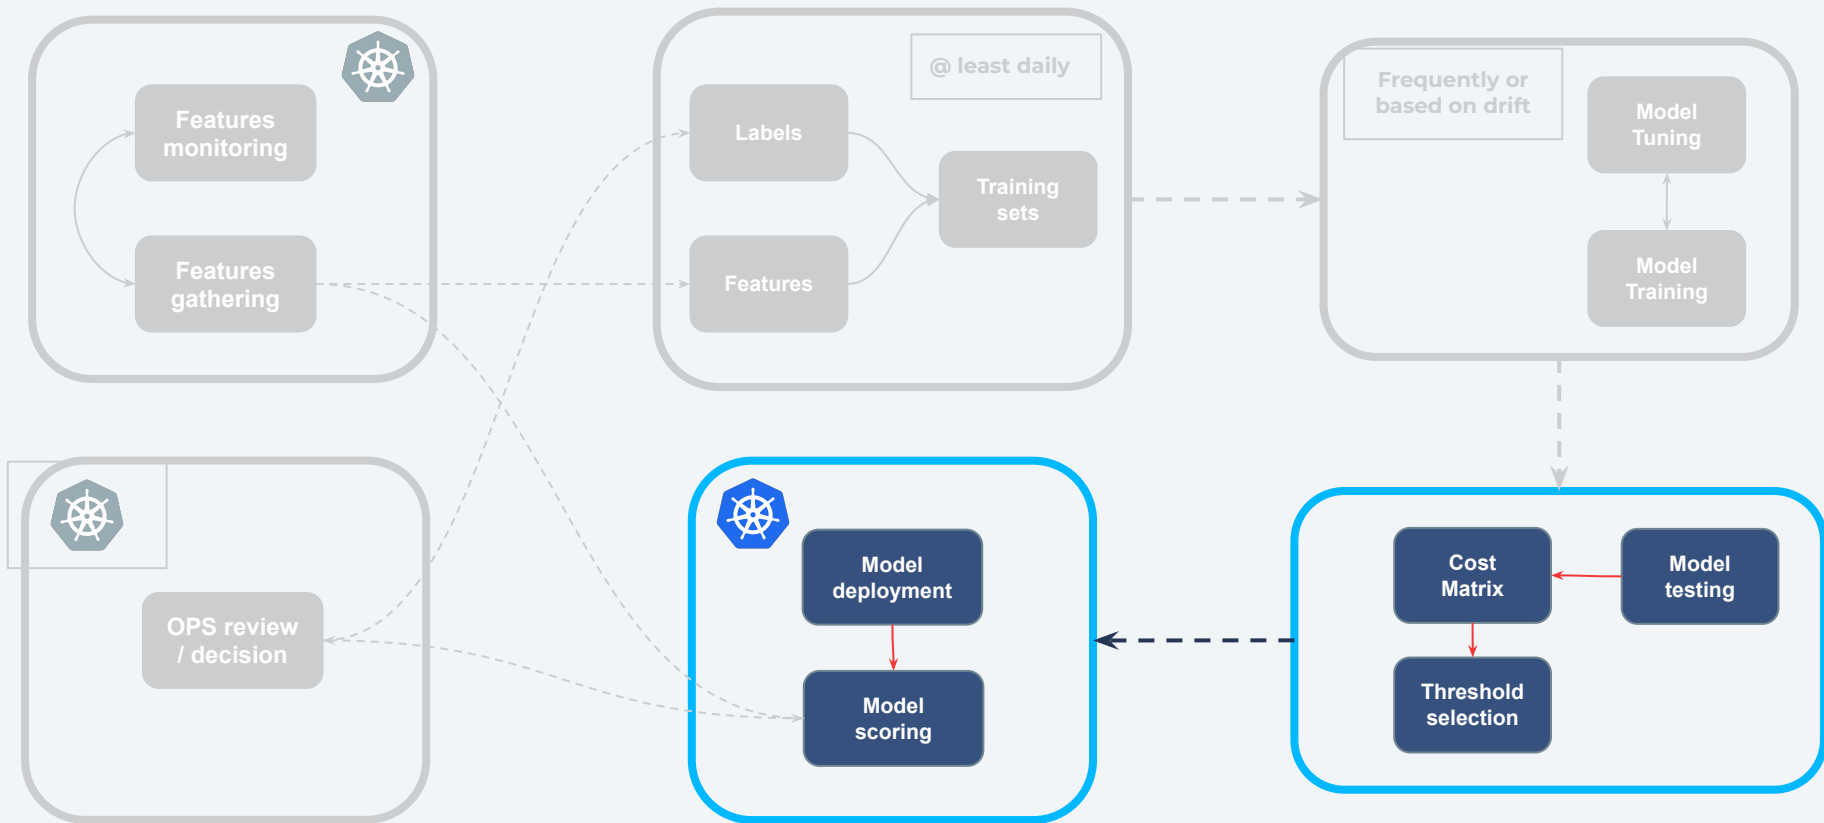 Features
monitoring
Features
gathering
@ least daily
Labels
Features
Training
sets
Frequently or
based on drift
Model
Tuning
Model
Training
OPS review
/ decision
Model
deployment
Model
scoring
Cost
Matrix
Model
testing
Threshold
selection